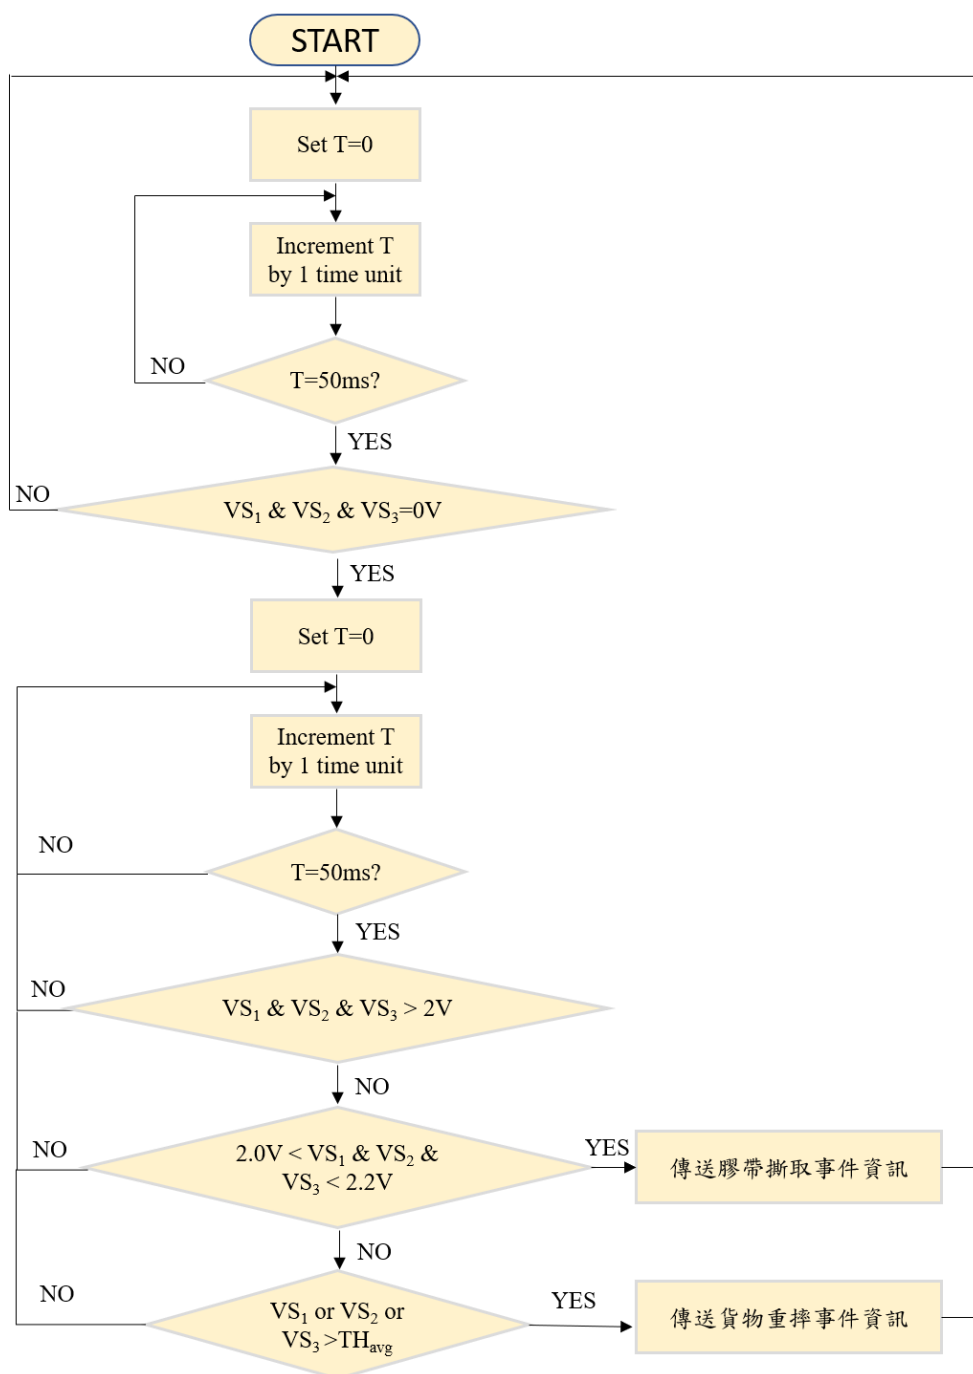 START
Set T=0
Increment T
by 1 time unit
NO
T=50ms?
YES
NO
VS₁ & VS₂ & VS₃=0V
YES
Set T=0
Increment T
by 1 time unit
NO
T=50ms?
YES
NO
VS₁ & VS₂ & VS₃ > 2V
NO
NO
2.0V < VS₁ & VS₂ &
VS₃ < 2.2V
YES
傳送膠帶撕取事件資訊
NO
NO
VS₁ or VS₂ or
VS₃ >TH_avg
YES
傳送貨物重摔事件資訊